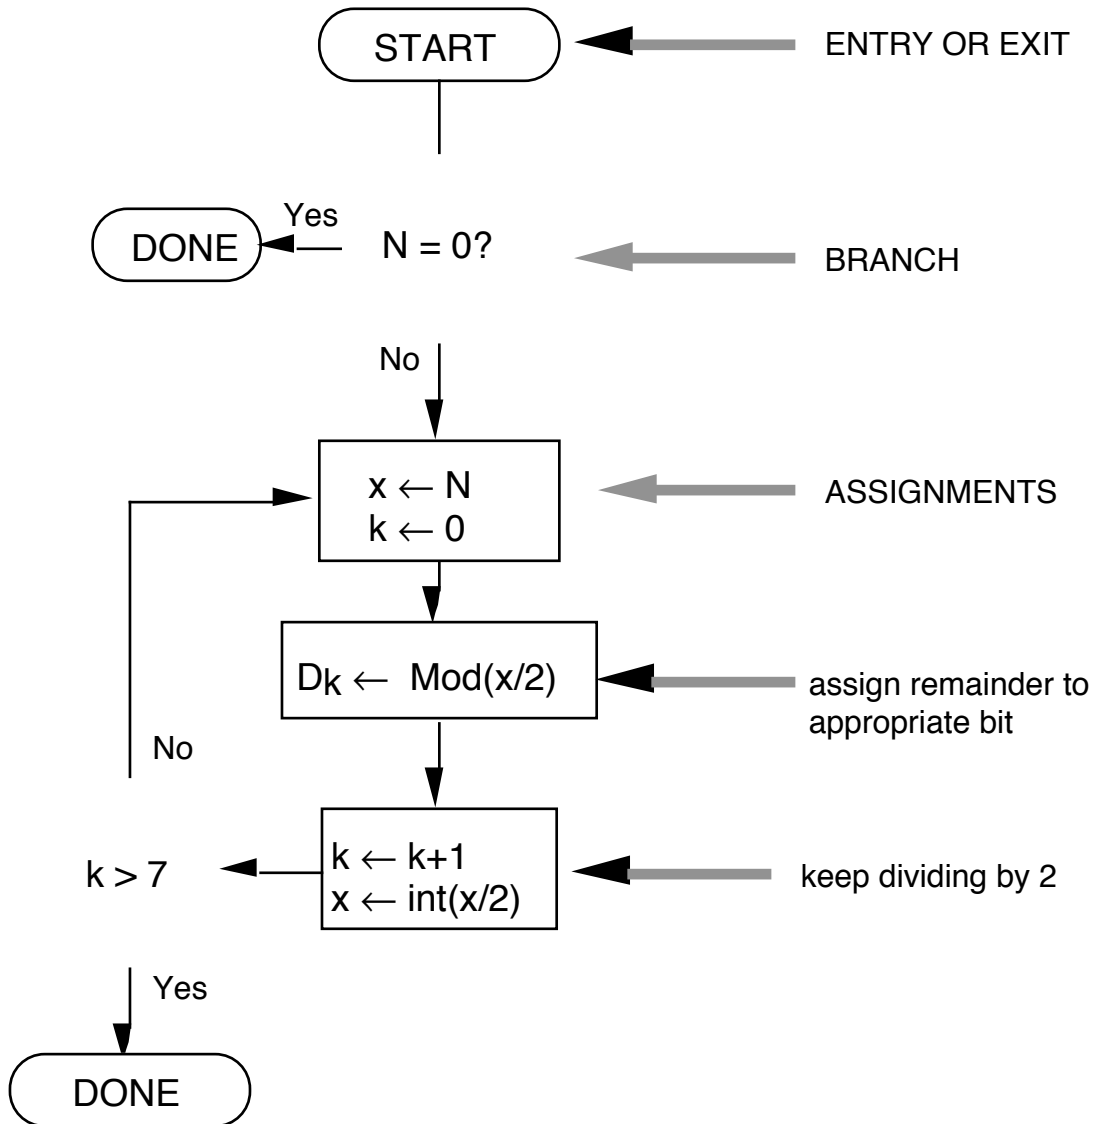 START
ENTRY OR EXIT
Yes
DONE
N = 0?
BRANCH
No
x ← N
k ← 0
ASSIGNMENTS
Dk ← Mod(x/2)
assign remainder to
appropriate bit
No
k > 7
k ← k+1
x ← int(x/2)
keep dividing by 2
Yes
DONE